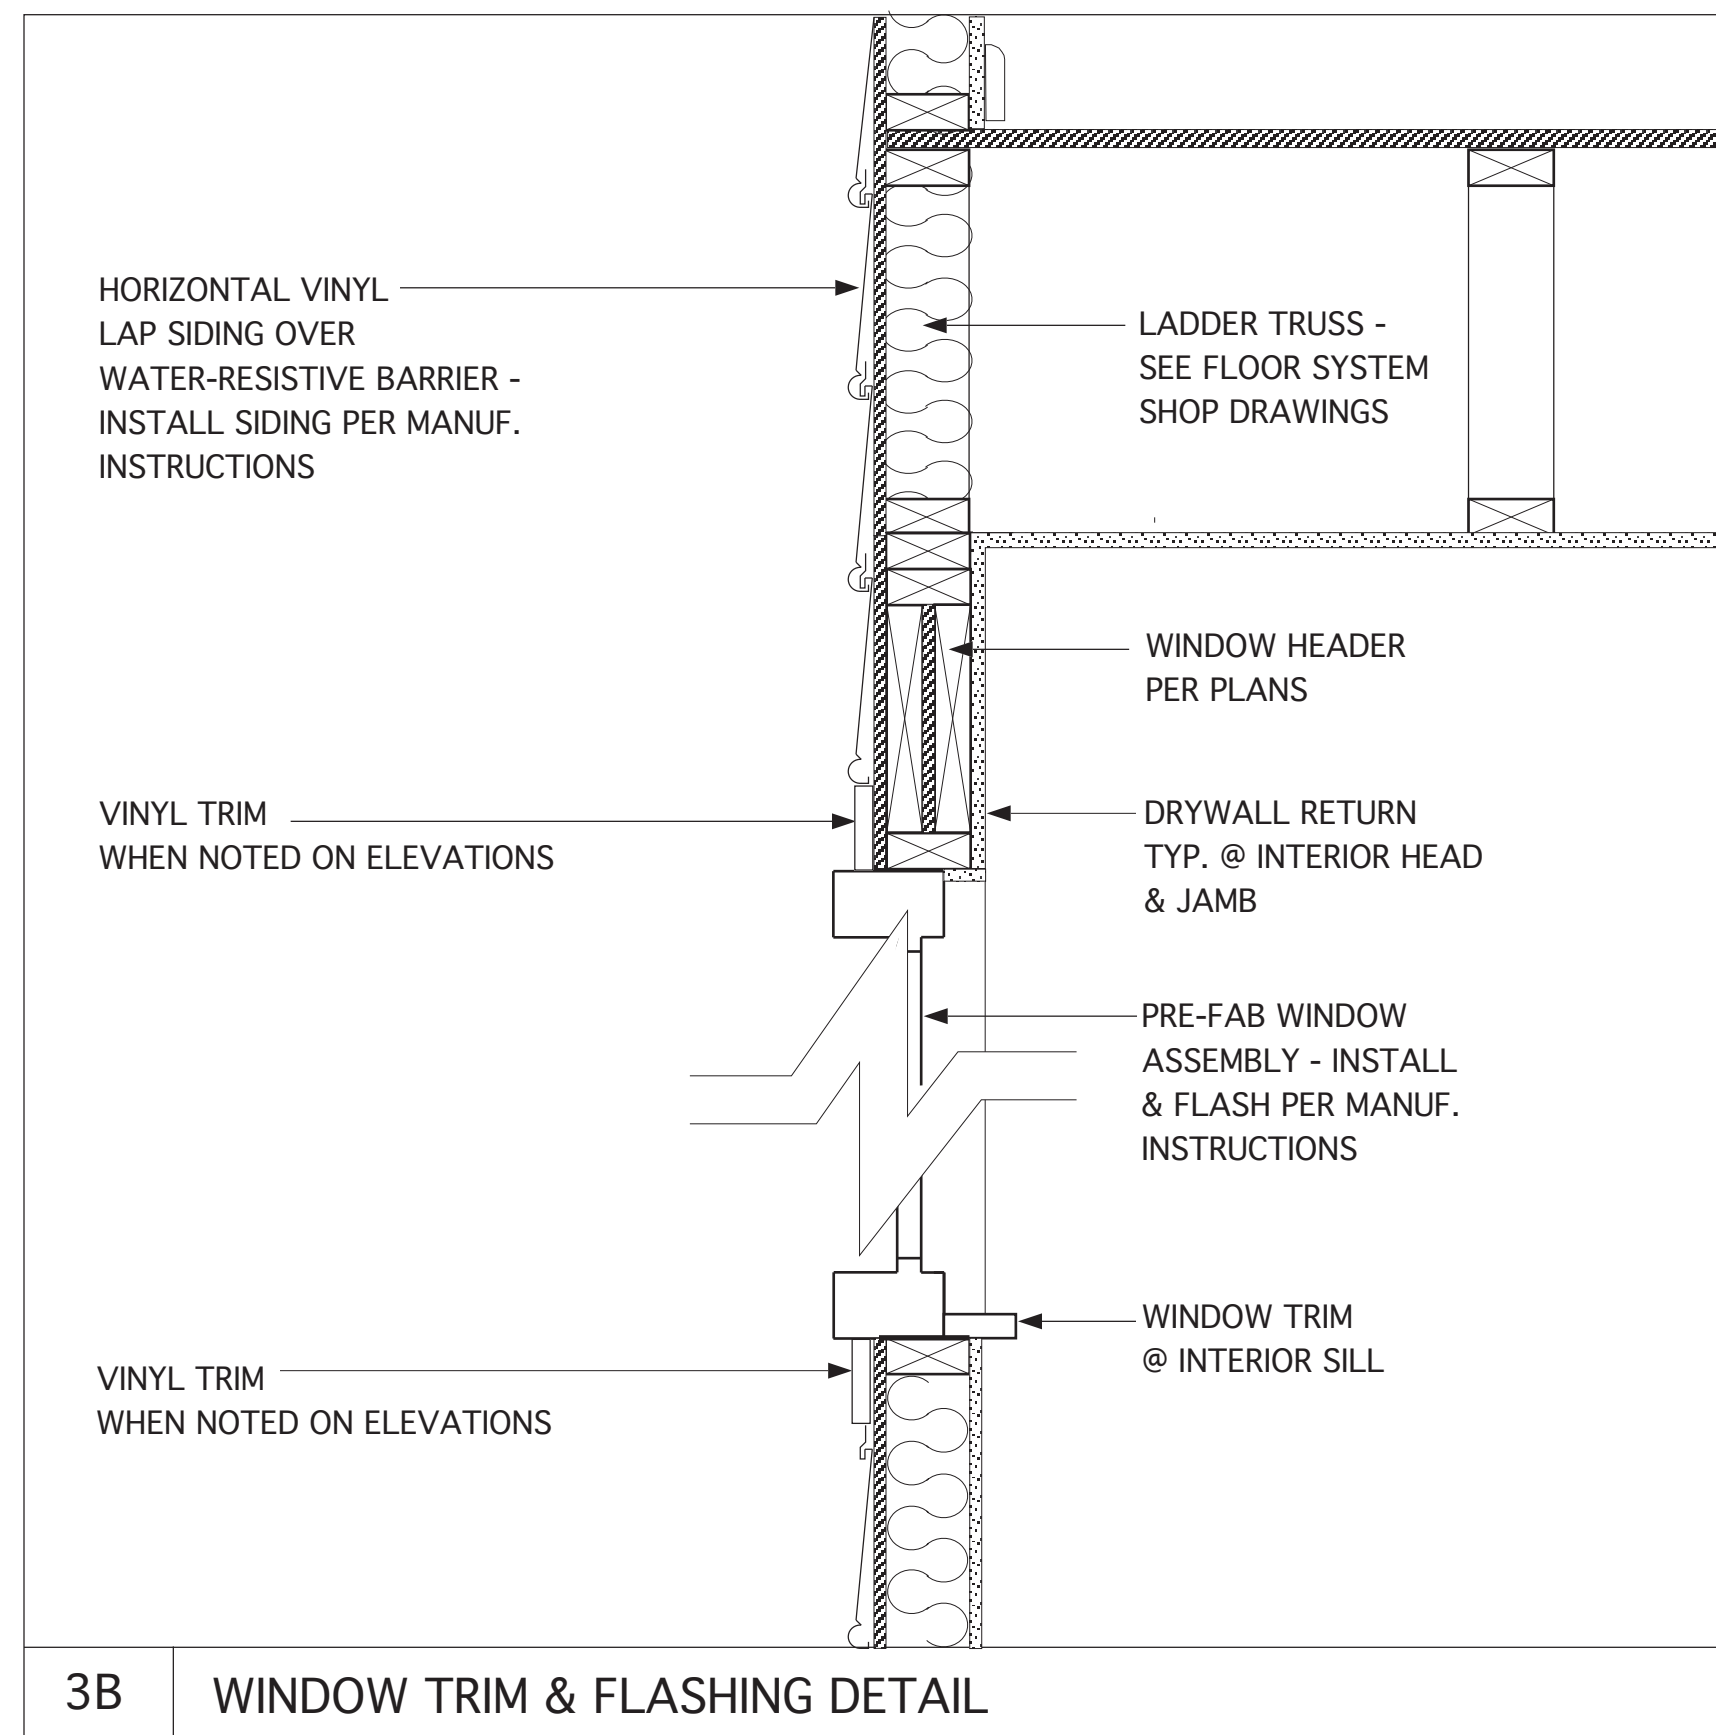 HORIZONTAL VINYL
LAP SIDING OVER
WATER-RESISTIVE BARRIER -
INSTALL SIDING PER MANUF.
INSTRUCTIONS
LADDER TRUSS -
SEE FLOOR SYSTEM
SHOP DRAWINGS
WINDOW HEADER
PER PLANS
VINYL TRIM
WHEN NOTED ON ELEVATIONS
DRYWALL RETURN
TYP. @ INTERIOR HEAD
& JAMB
PRE-FAB WINDOW
ASSEMBLY - INSTALL
& FLASH PER MANUF.
INSTRUCTIONS
WINDOW TRIM
@ INTERIOR SILL
VINYL TRIM
WHEN NOTED ON ELEVATIONS
3B
WINDOW TRIM & FLASHING DETAIL